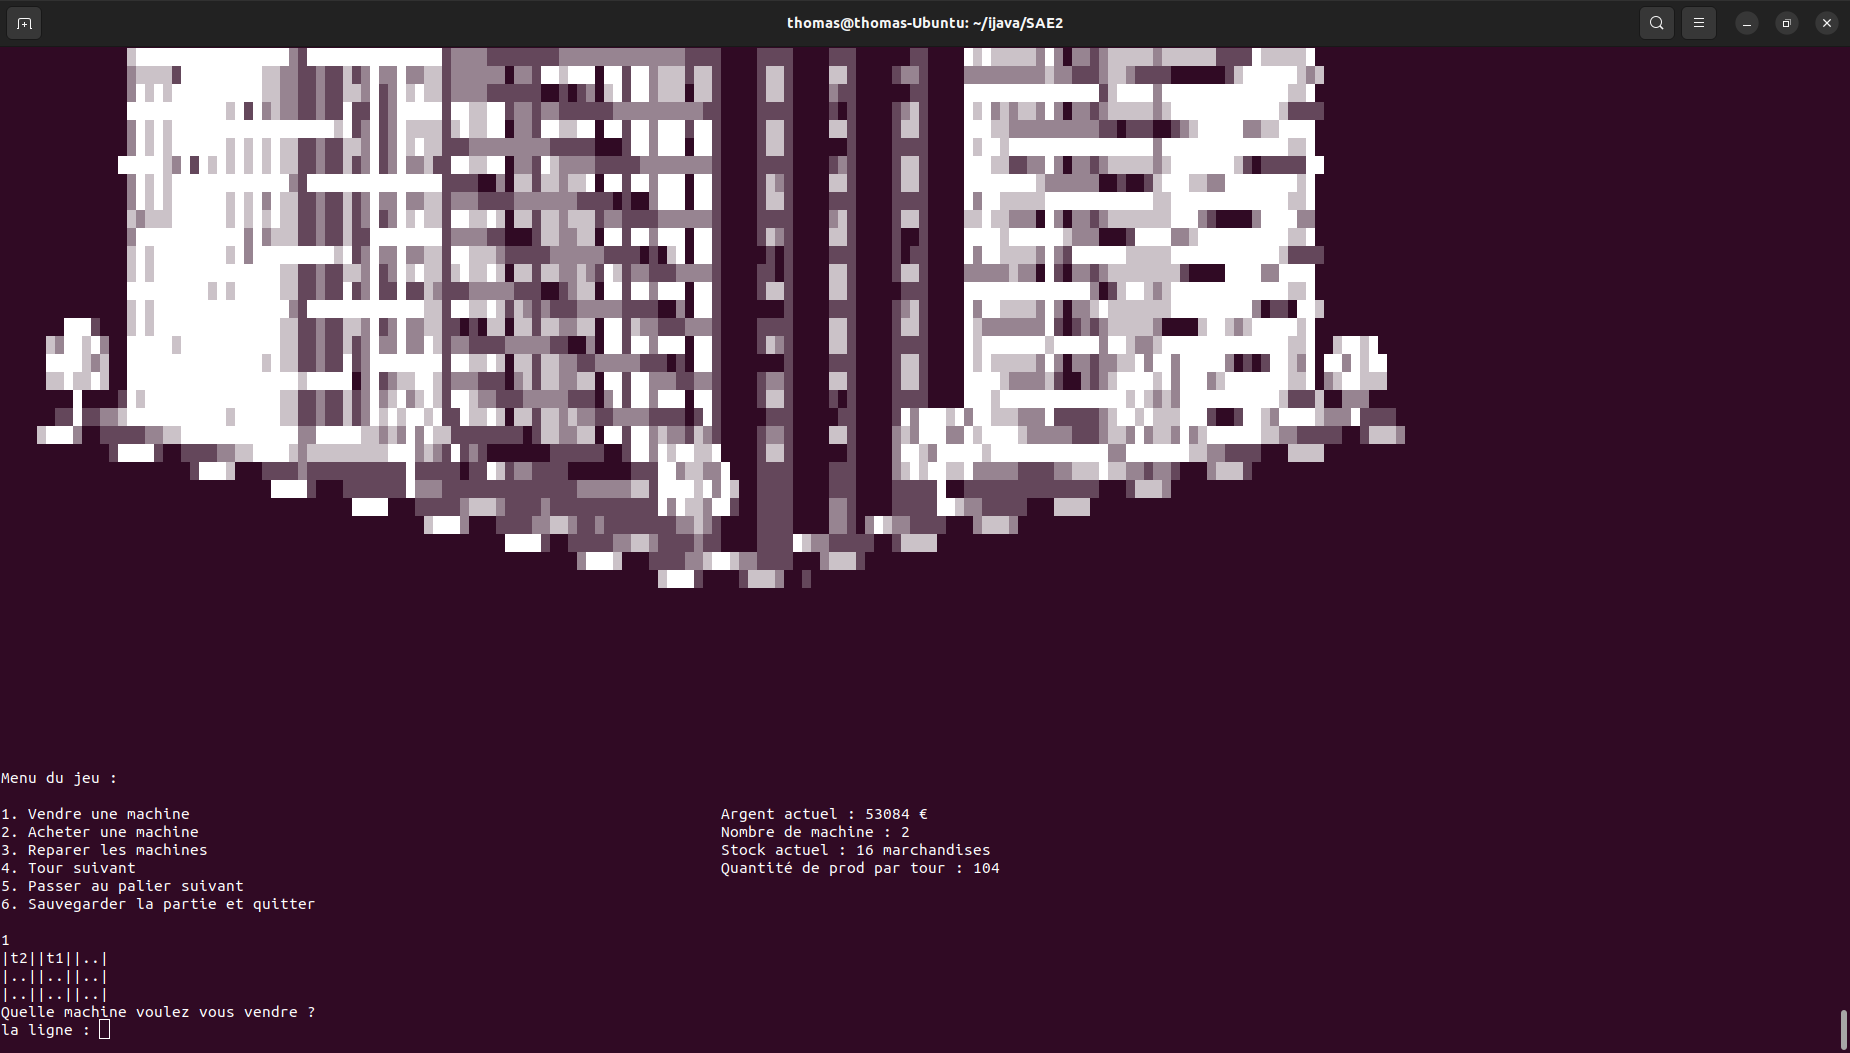 thomas@thomas-Ubuntu: ~/ijava/SAE2
Menu du jeu :
1. Vendre une machine
2. Acheter une machine
3. Reparer les machines
4. Tour suivant
5. Passer au palier suivant
6. Sauvegarder la partie et quitter
Argent actuel : 53084 €
Nombre de machine : 2
Stock actuel : 16 marchandises
Quantité de prod par tour : 104
1
|t2||t1||..|
|..||..||..|
|..||..||..|
Quelle machine voulez vous vendre ?
la ligne :